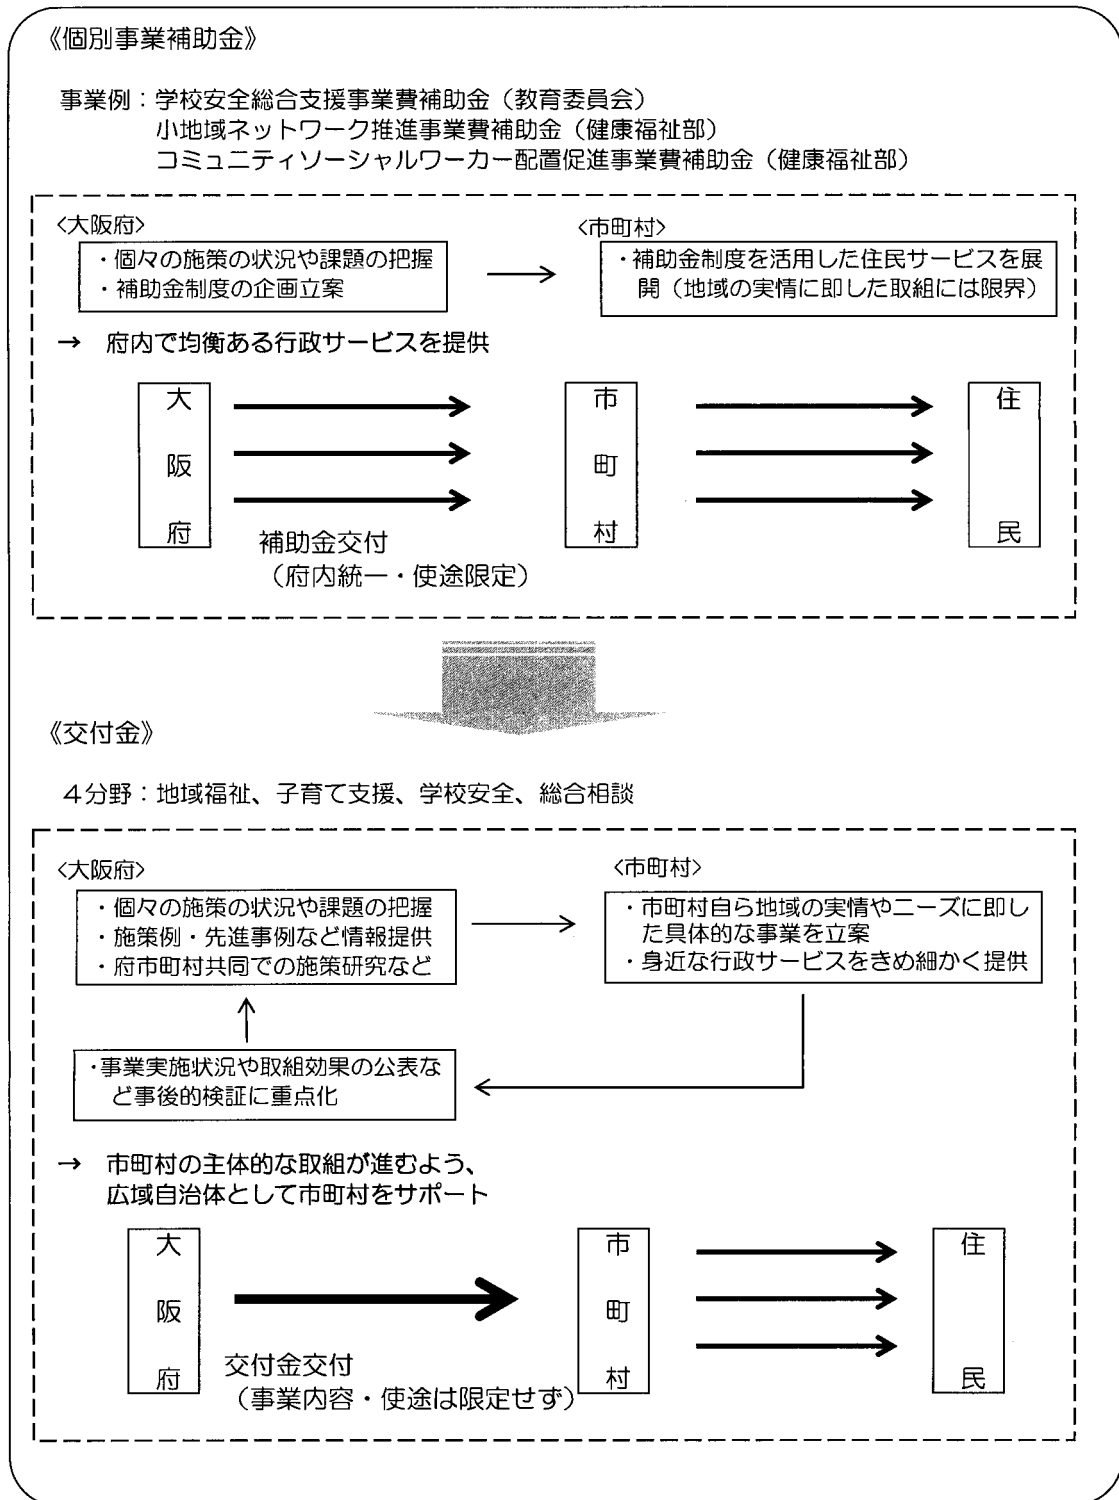 《個別事業補助金》
事業例：学校安全総合支援事業費補助金（教育委員会）
小地域ネットワーク推進事業費補助金（健康福祉部）
コミュニティソーシャルワーカー配置促進事業費補助金（健康福祉部）
<大阪府>
・個々の施策の状況や課題の把握
・補助金制度の企画立案
→
<市町村>
・補助金制度を活用した住民サービスを展
開（地域の実情に即した取組には限界）
→ 府内で均衡ある行政サービスを提供
大阪府
補助金交付
（府内統一・使途限定）
市町村
住民
《交付金》
４分野：地域福祉、子育て支援、学校安全、総合相談
<大阪府>
・個々の施策の状況や課題の把握
・施策例・先進事例など情報提供
・府市町村共同での施策研究など
<市町村>
・市町村自ら地域の実情やニーズに即し
た具体的な事業を立案
・身近な行政サービスをきめ細かく提供
・事業実施状況や取組効果の公表な
ど事後的検証に重点化
→ 市町村の主体的な取組が進むよう、
広域自治体として市町村をサポート
大阪府
交付金交付
（事業内容・使途は限定せず）
市町村
住民